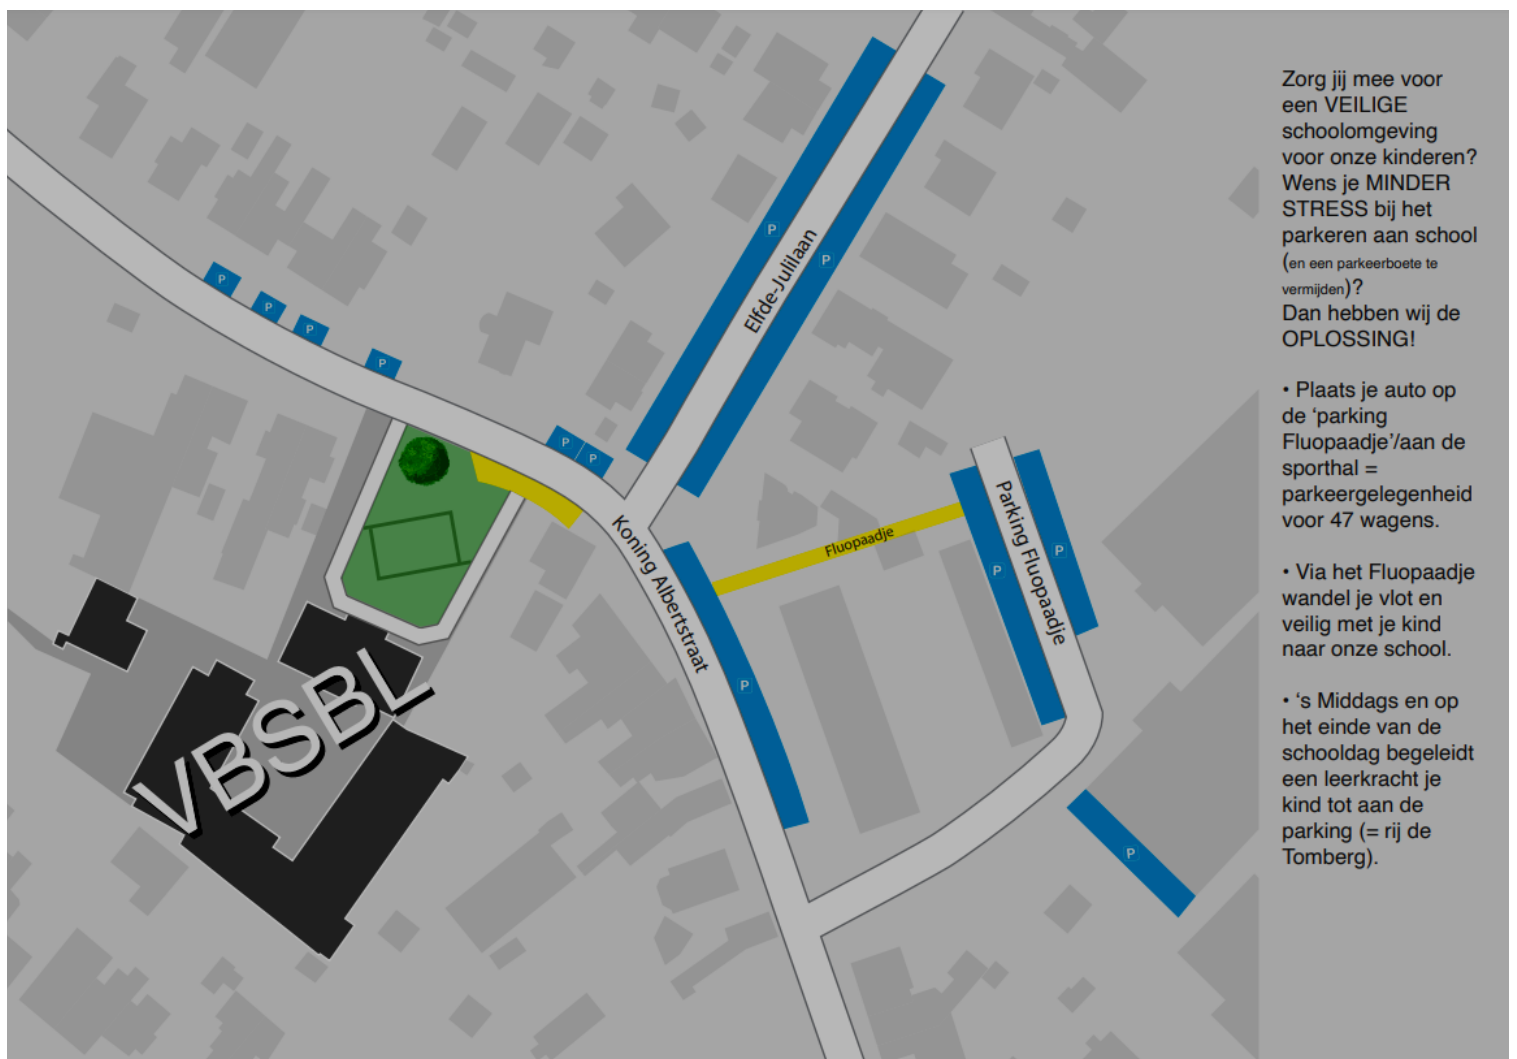 Zorg jij mee voor
een VEILIGE
schoolomgeving
voor onze kinderen?
Wens je MINDER
STRESS bij het
parkeren aan school
(en een parkeerboete te
vermijden)?
Dan hebben wij de
OPLOSSING!
• Plaats je auto op
de ‘parking
Fluopaadje’/aan de
sporthal =
parkeergelegenheid
voor 47 wagens.
• Via het Fluopaadje
wandel je vlot en
veilig met je kind
naar onze school.
• ‘s Middags en op
het einde van de
schooldag begeleidt
een leerkracht je
kind tot aan de
parking (= rij de
Tomberg).
P
P
Elfde-Julilaan
P
P
P
P
P
P
Koning Albertstraat
Fluopaadje
Parking Fluopaadje
P
P
P
VBSBL
P